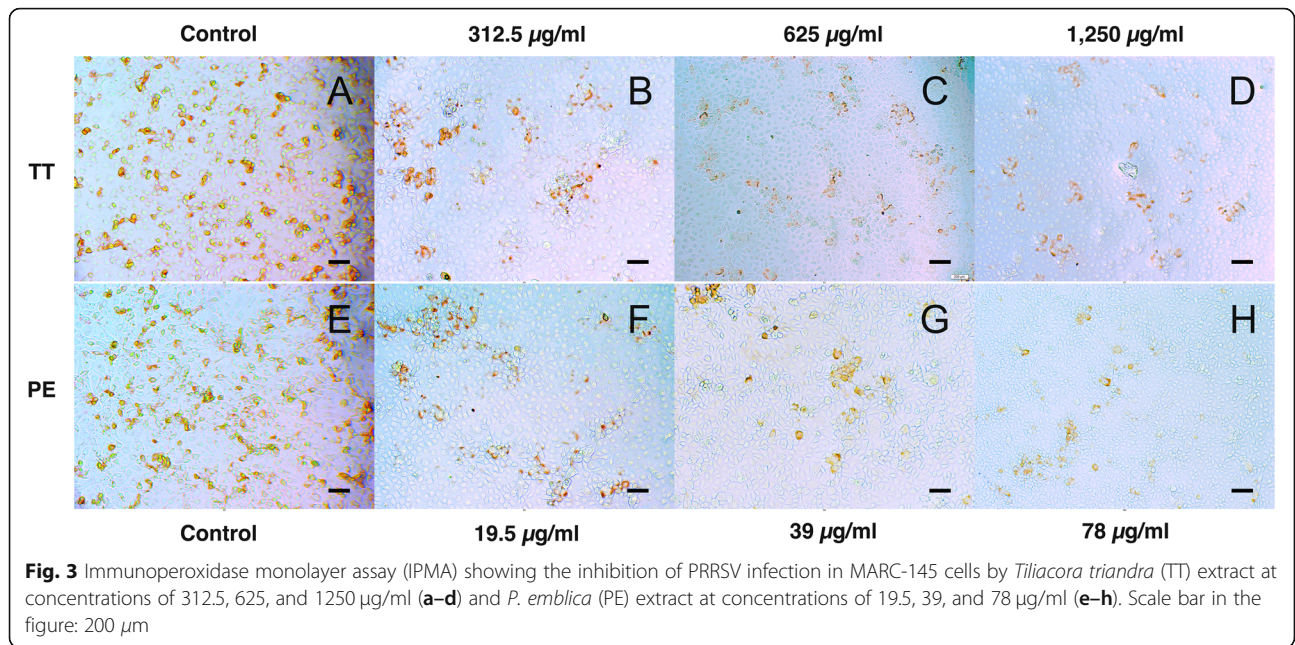 Control 312.5 µg/ml 625 µg/ml 1,250 µg/ml
A B C D
TT
E F G H
PE
Control 19.5 µg/ml 39 µg/ml 78 µg/ml
Fig. 3 Immunoperoxidase monolayer assay (IPMA) showing the inhibition of PRRSV infection in MARC-145 cells by Tiliacora triandra (TT) extract at
concentrations of 312.5, 625, and 1250 µg/ml (a–d) and P. emblica (PE) extract at concentrations of 19.5, 39, and 78 µg/ml (e–h). Scale bar in the
figure: 200 µm